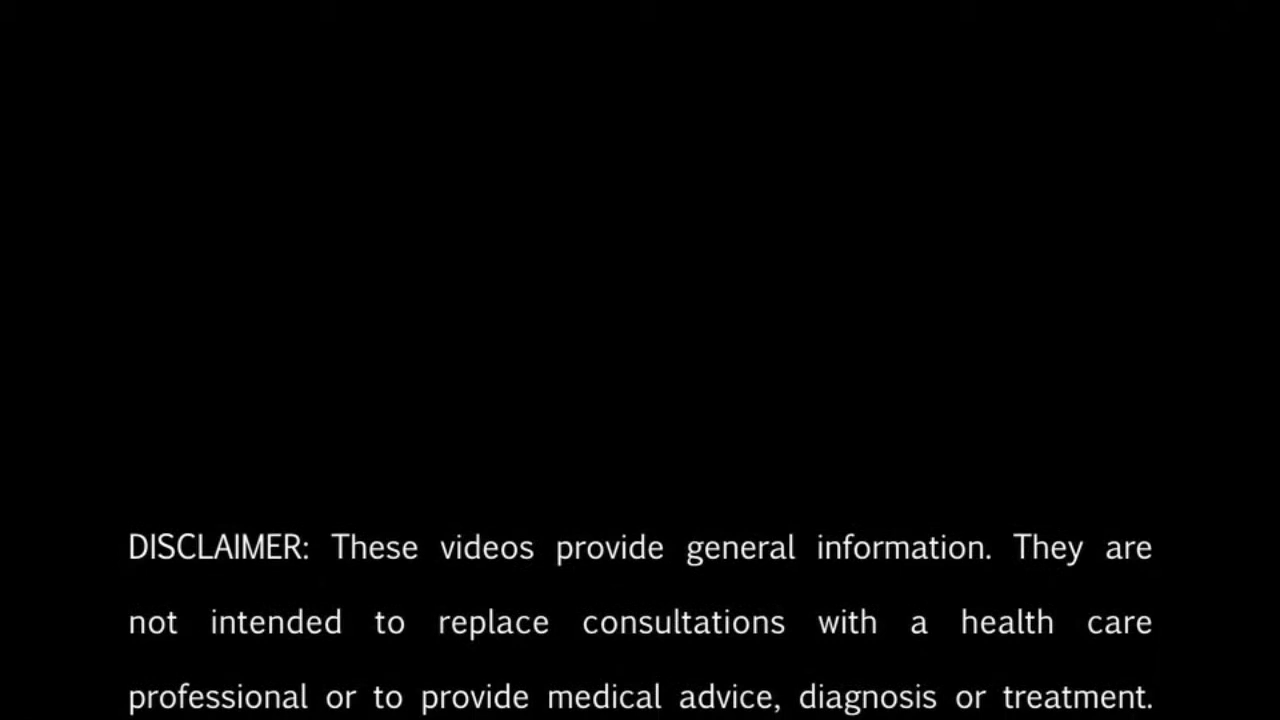 DISCLAIMER: These videos provide general information. They are
not intended to replace consultations with a health care
professional or to provide medical advice, diagnosis or treatment.